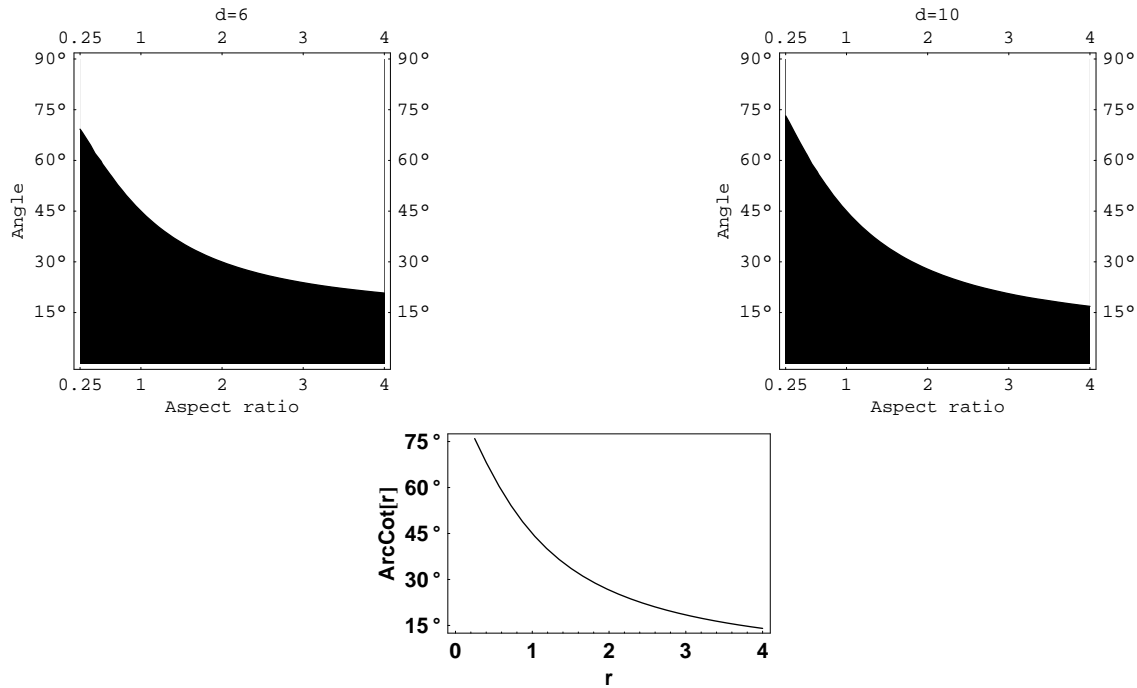 d=6
0.25 1 2 3 4
90° 90°
75° 75°
60° 60°
45° 45°
30° 30°
15° 15°
Angle
0.25 1 2 3 4
Aspect ratio
d=10
0.25 1 2 3 4
90° 90°
75° 75°
60° 60°
45° 45°
30° 30°
15° 15°
Angle
0.25 1 2 3 4
Aspect ratio
75°
60°
45°
30°
15°
ArcCot[r]
0 1 2 3 4
r